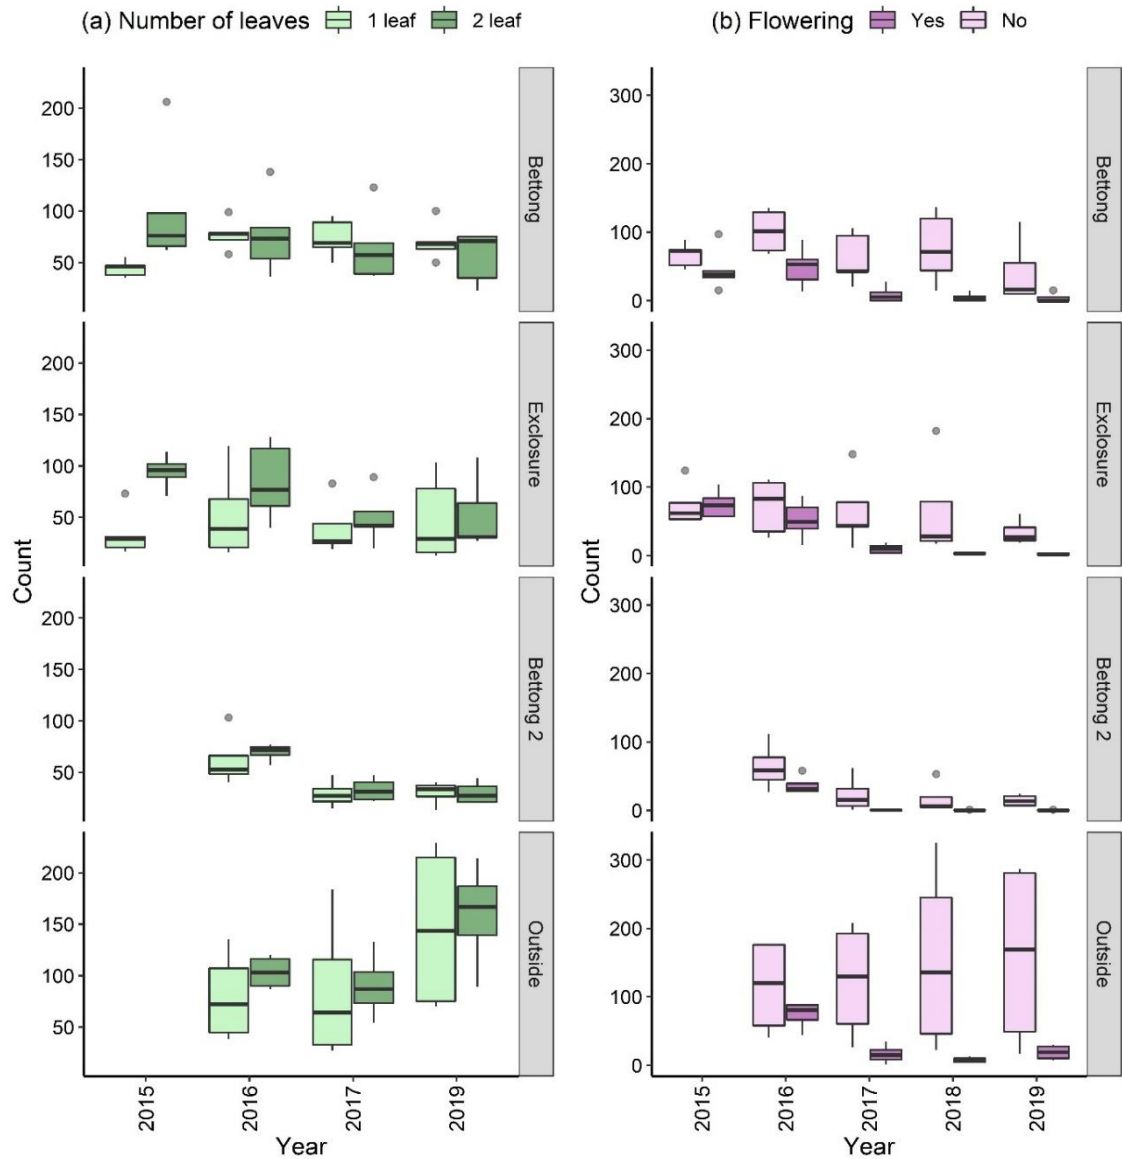 (a) Number of leaves 1 leaf 2 leaf
(b) Flowering Yes No
Count
200
150
100
50
Bettong
200
150
100
50
Exclosure
200
150
100
50
Bettong 2
200
150
100
50
Outside
2015
2016
2017
2019
Year
Count
300
200
100
0
Bettong
300
200
100
0
Exclosure
300
200
100
0
Bettong 2
300
200
100
0
Outside
2015
2016
2017
2018
2019
Year